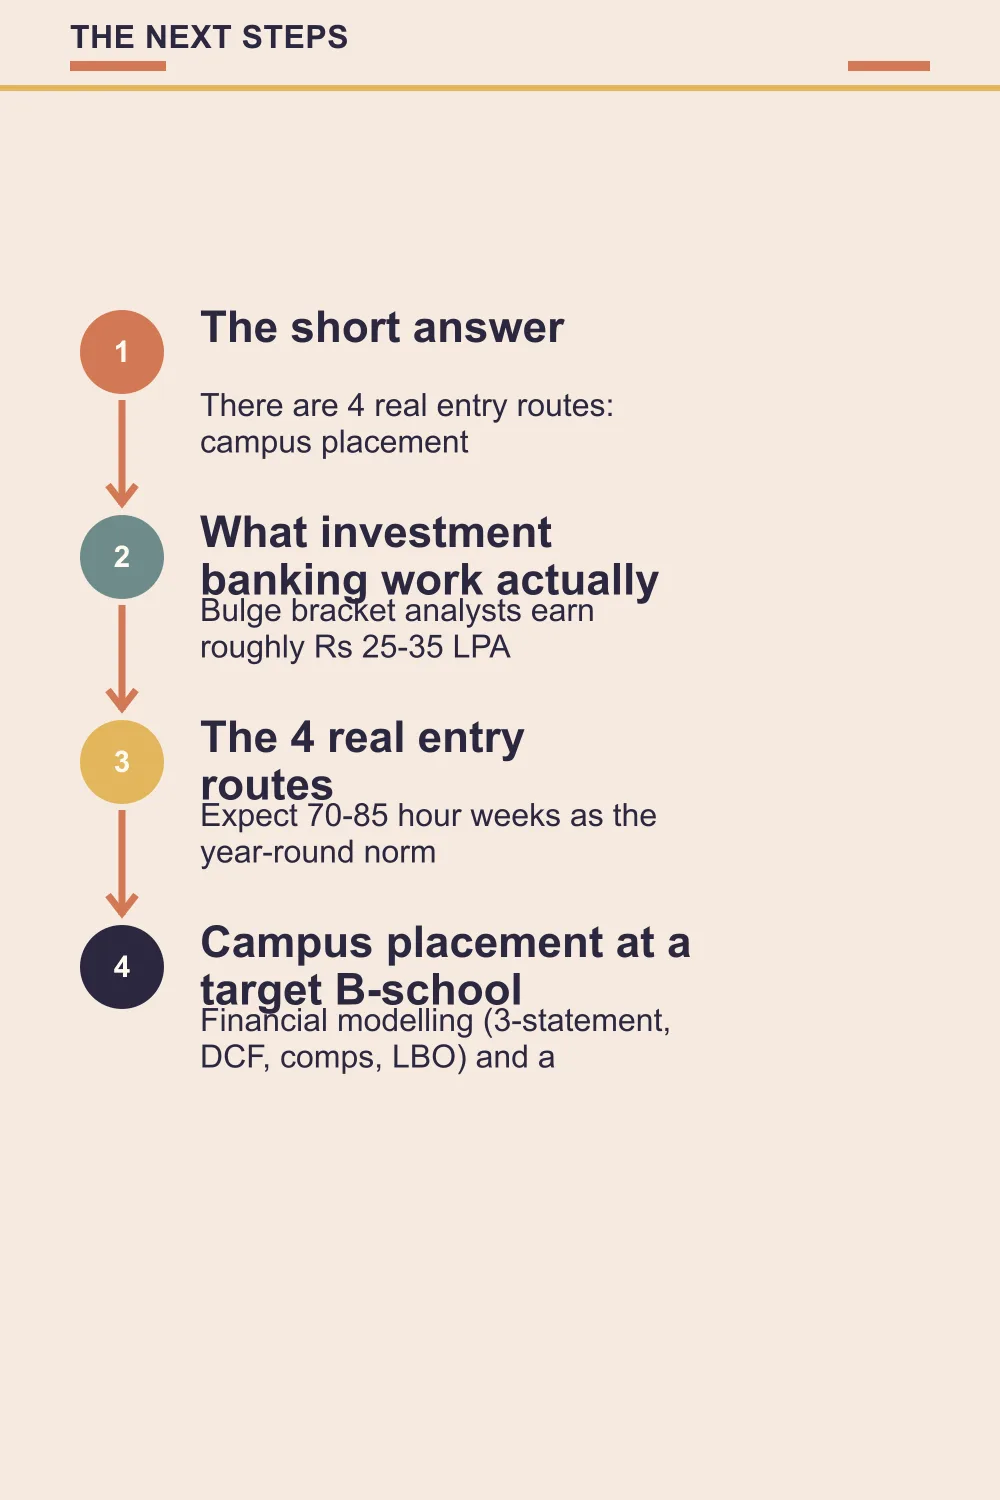 THE NEXT STEPS
1
The short answer
There are 4 real entry routes:
campus placement
2
What investment
banking work actually
Bulge bracket analysts earn
roughly Rs 25-35 LPA
3
The 4 real entry
routes
Expect 70-85 hour weeks as the
year-round norm
4
Campus placement at a
target B-school
Financial modelling (3-statement,
DCF, comps, LBO) and a